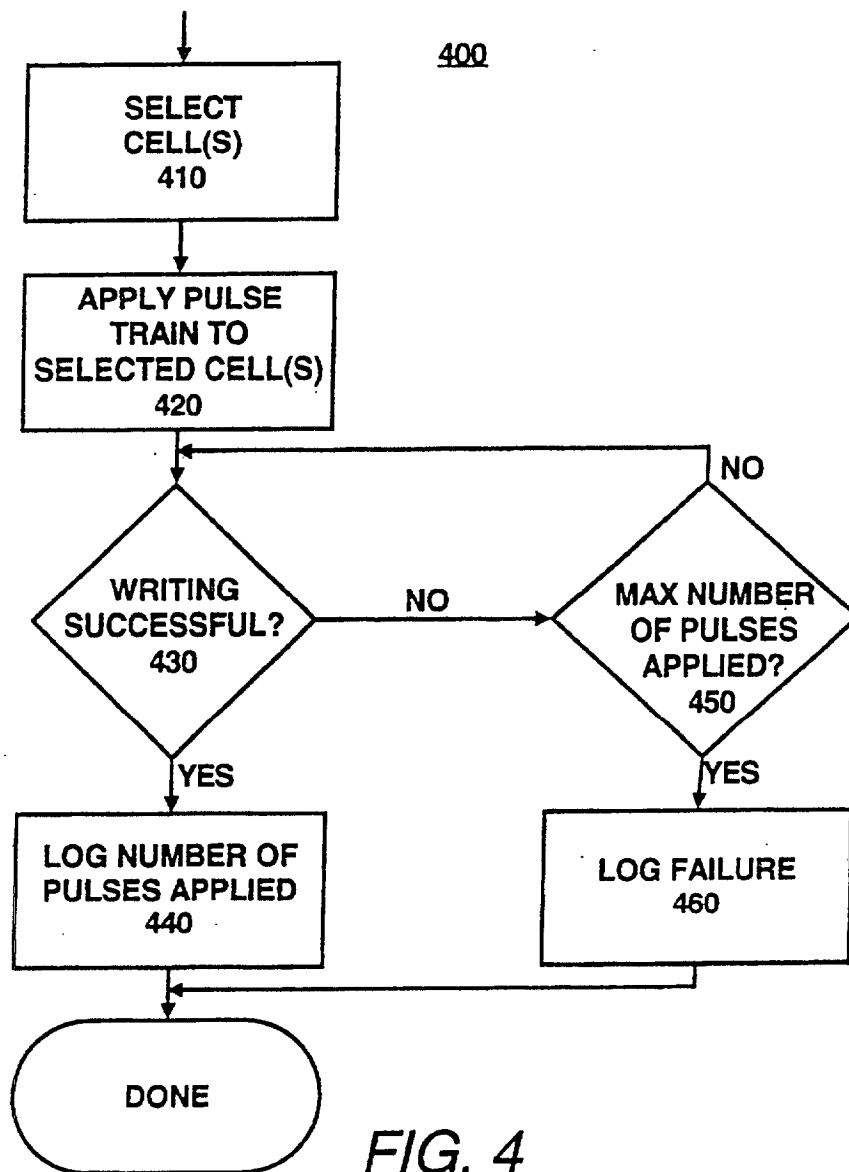 400
SELECT
CELL(S)
410
APPLY PULSE
TRAIN TO
SELECTED CELL(S)
420
NO
WRITING
SUCCESSFUL?
430
NO
MAX NUMBER
OF PULSES
APPLIED?
450
YES
YES
LOG NUMBER OF
PULSES APPLIED
440
LOG FAILURE
460
DONE
FIG. 4